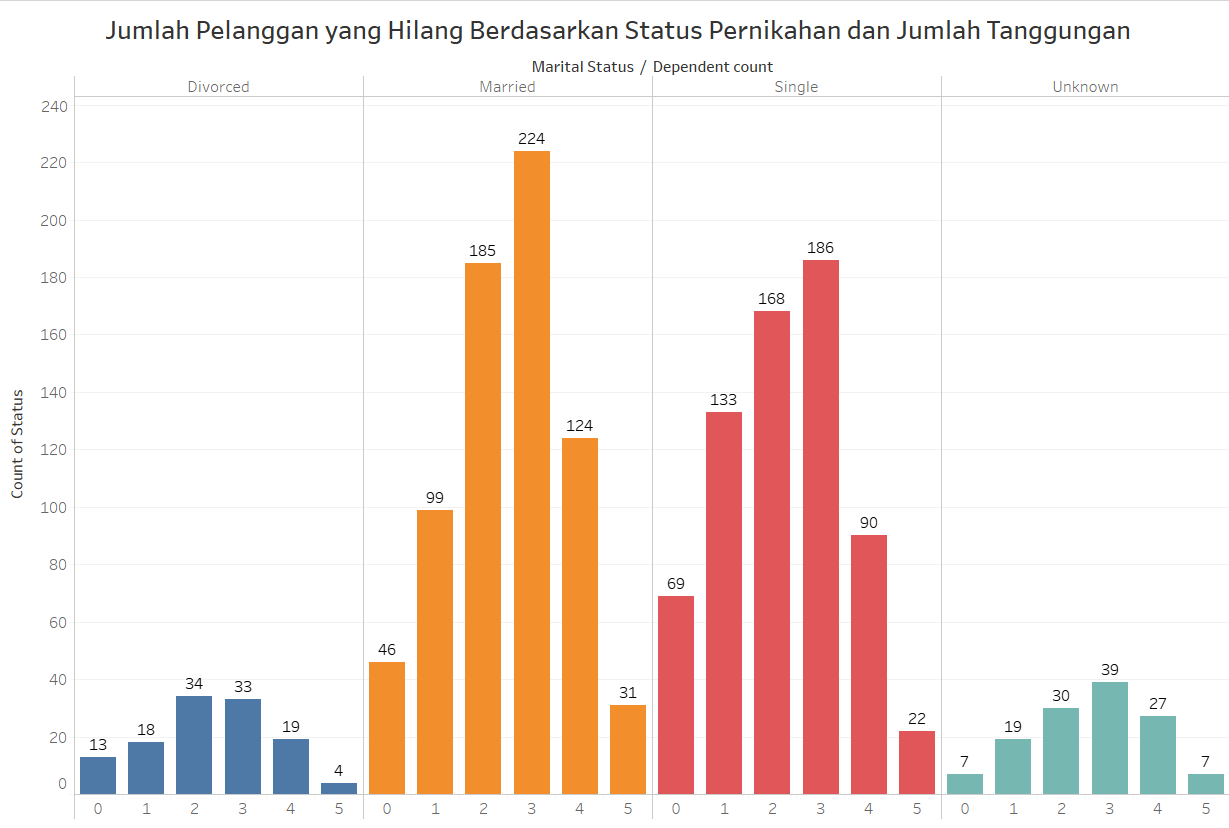 Jumlah Pelanggan yang Hilang Berdasarkan Status Pernikahan dan Jumlah Tanggungan
Marital Status / Dependent count
Divorced Married Single Unknown
Count of Status
240
220
200
180
160
140
120
100
80
60
40
20
0
13 18 34 33 19 4
46 99 185 224 124 31
69 133 168 186 90 22
7 19 30 39 27 7
0 1 2 3 4 5 0 1 2 3 4 5 0 1 2 3 4 5 0 1 2 3 4 5